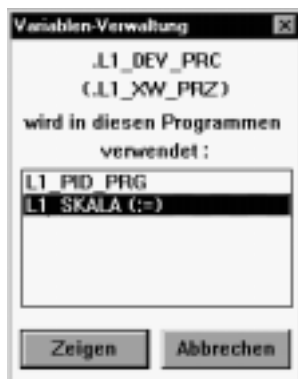 Variablen-Verwaltung
.L1_DEV_PRC
(.L1_XW_PRZ)
wird in diesen Programmen
verwendet :
L1_PID_PRG
L1_SKALA (:=)
Zeigen
Abbrechen